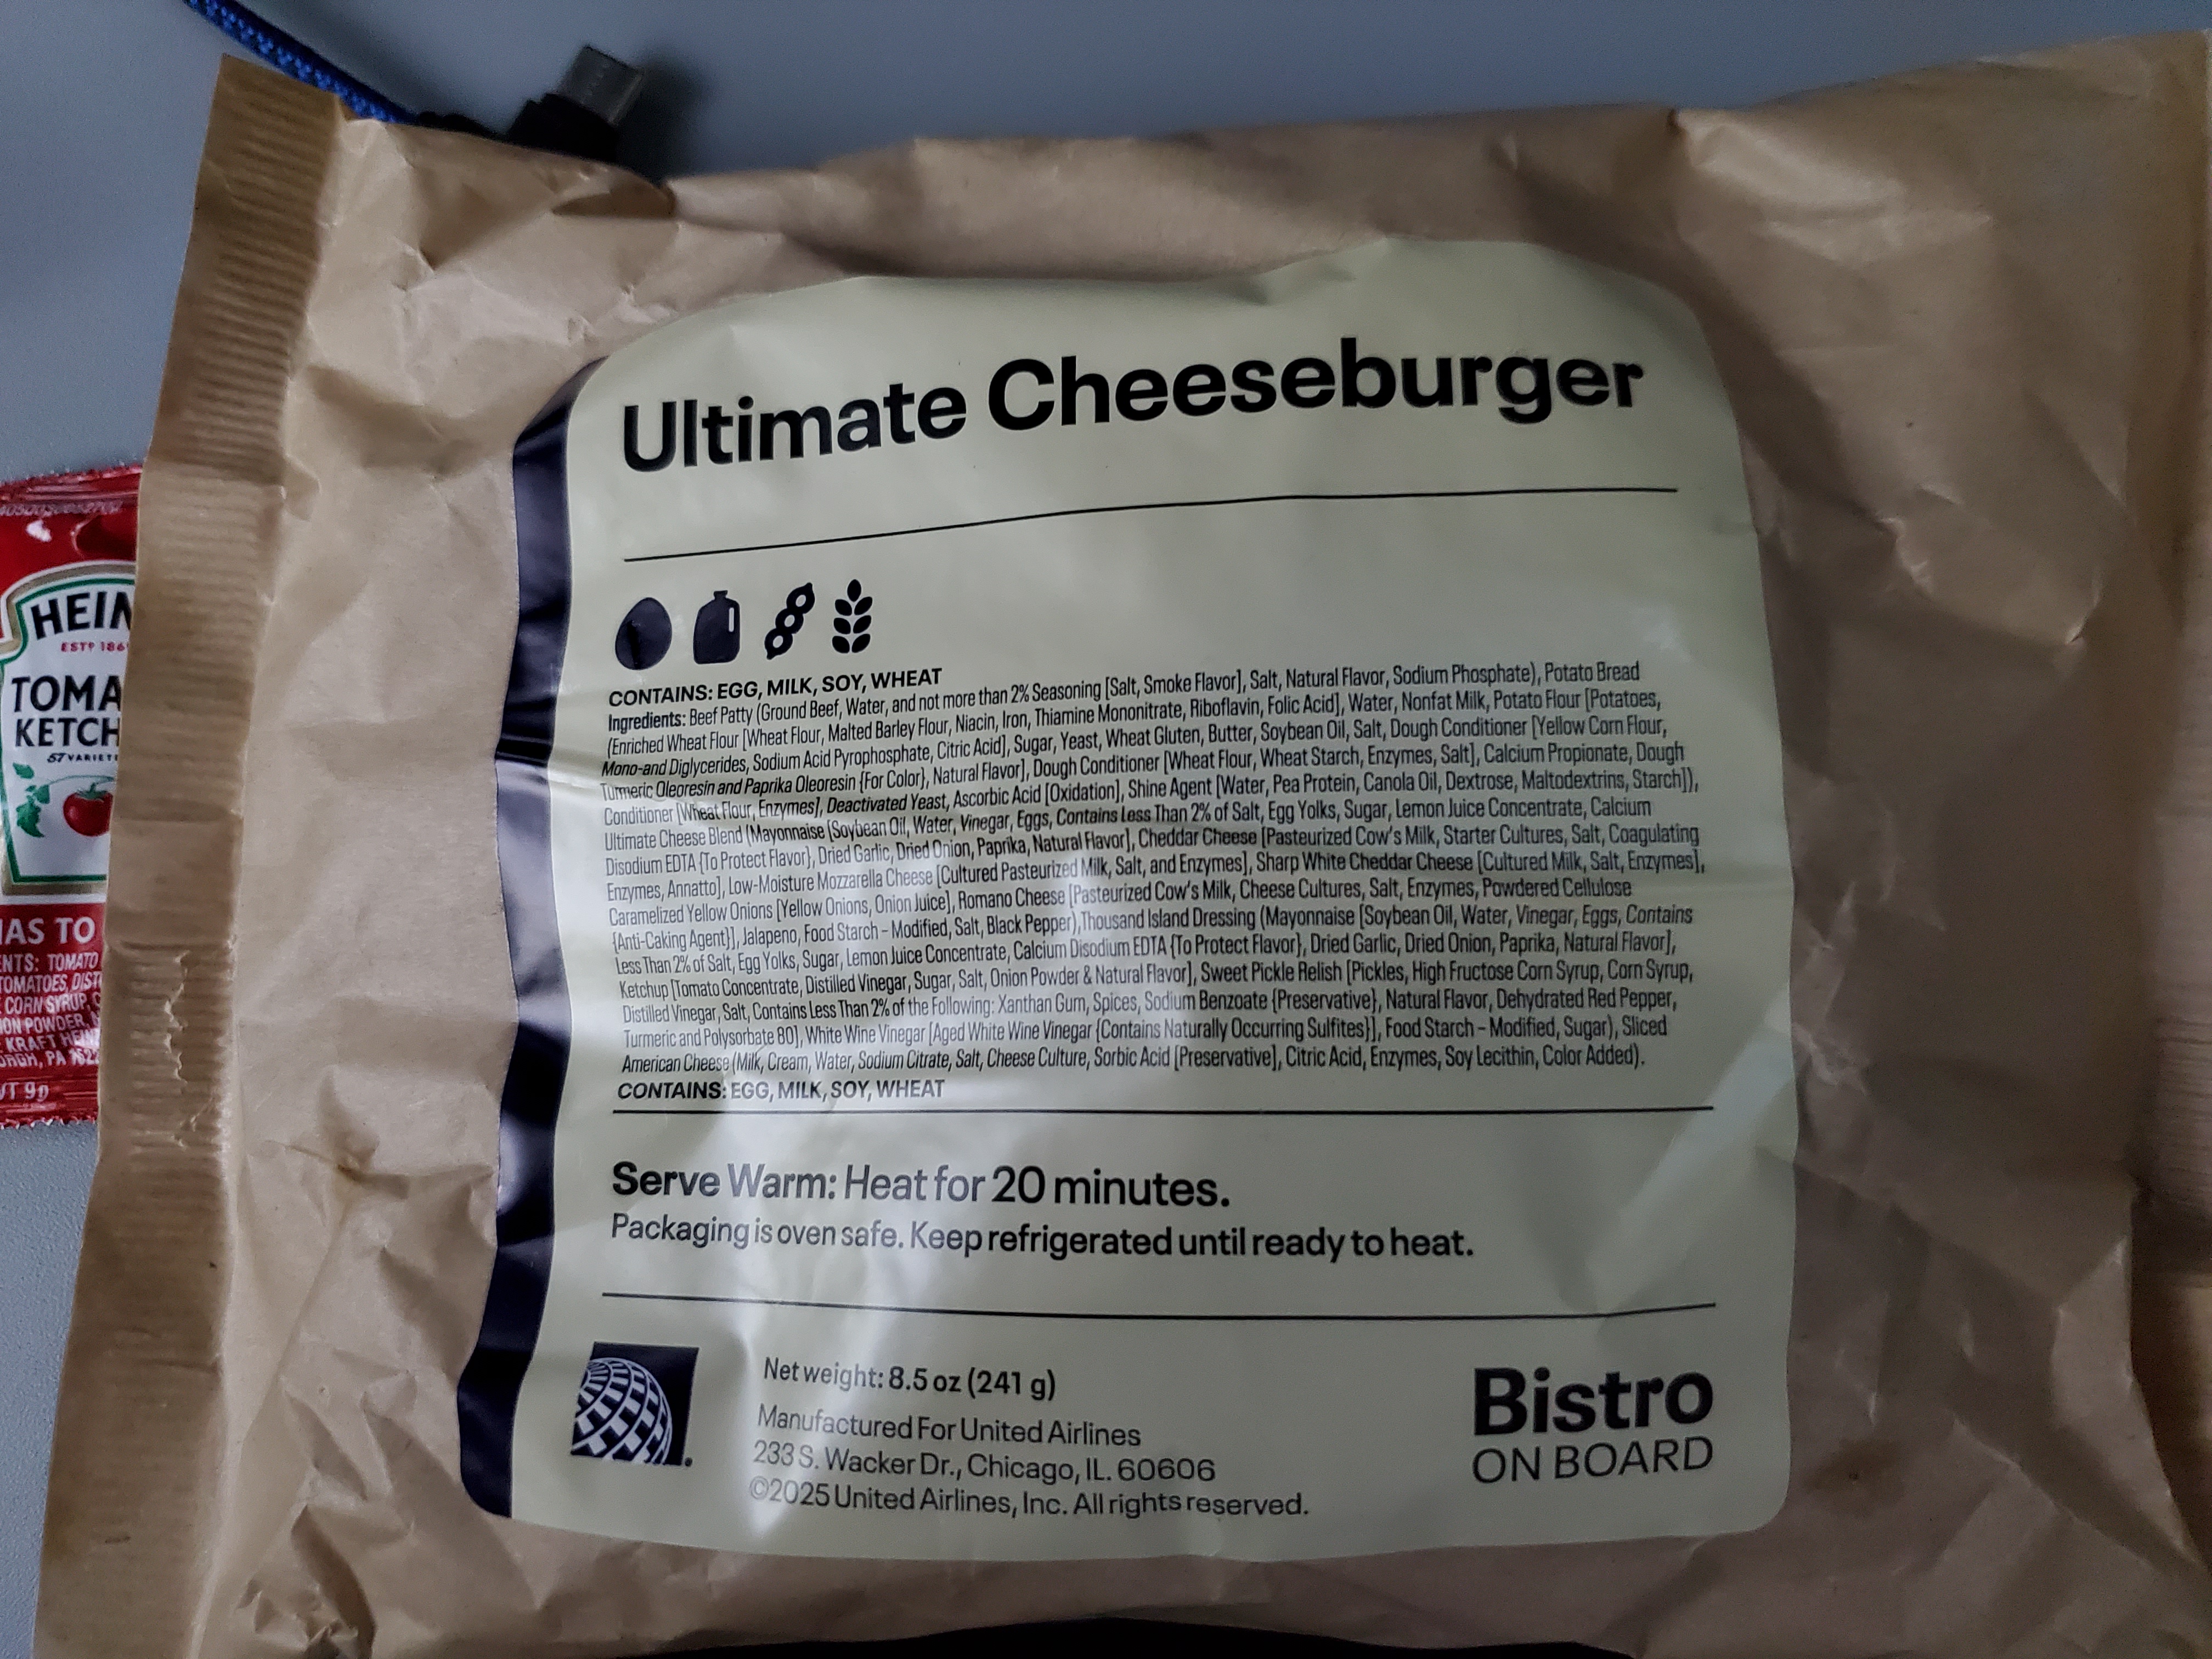 Ultimate Cheeseburger
CONTAINS: EGG, MILK, SOY, WHEAT
Ingredients: Beef Patty (Ground Beef, Water, and not more than 2% Seasoning [Salt, Smoke Flavor], Salt, Natural Flavor, Sodium Phosphate), Potato Bread
(Enriched Wheat Flour [Wheat Flour, Malted Barley Flour, Niacin, Iron, Thiamine Mononitrate, Riboflavin, Folic Acid], Water, Nonfat Milk, Potato Flour [Potatoes,
Mono-and Diglycerides, Sodium Acid Pyrophosphate, Citric Acid], Sugar, Yeast, Wheat Gluten, Butter, Soybean Oil, Salt, Dough Conditioner [Yellow Corn Flour,
Turmeric Oleoresin and Paprika Oleoresin {For Color}, Natural Flavor], Dough Conditioner [Wheat Flour, Wheat Starch, Enzymes, Salt], Calcium Propionate, Dough
Conditioner [Wheat Flour, Enzymes], Deactivated Yeast, Ascorbic Acid [Oxidation], Shine Agent [Water, Pea Protein, Canola Oil, Dextrose, Maltodextrins, Starch]),
Ultimate Cheese Blend (Mayonnaise [Soybean Oil, Water, Vinegar, Eggs, Contains Less Than 2% of Salt, Egg Yolks, Sugar, Lemon Juice Concentrate, Calcium
Disodium EDTA {To Protect Flavor}, Dried Garlic, Dried Onion, Paprika, Natural Flavor], Cheddar Cheese [Pasteurized Cow's Milk, Starter Cultures, Salt, Coagulating
Enzymes, Annatto], Low-Moisture Mozzarella Cheese [Cultured Pasteurized Milk, Salt, and Enzymes], Sharp White Cheddar Cheese [Cultured Milk, Salt, Enzymes],
Caramelized Yellow Onions [Yellow Onions, Onion Juice], Romano Cheese [Pasteurized Cow's Milk, Cheese Cultures, Salt, Enzymes, Powdered Cellulose
{Anti-Caking Agent}], Jalapeno, Food Starch - Modified, Salt, Black Pepper), Thousand Island Dressing (Mayonnaise [Soybean Oil, Water, Vinegar, Eggs, Contains
Less Than 2% of Salt, Egg Yolks, Sugar, Lemon Juice Concentrate, Calcium Disodium EDTA {To Protect Flavor}, Dried Garlic, Dried Onion, Paprika, Natural Flavor],
Ketchup [Tomato Concentrate, Distilled Vinegar, Sugar, Salt, Onion Powder & Natural Flavor], Sweet Pickle Relish [Pickles, High Fructose Corn Syrup, Corn Syrup,
Distilled Vinegar, Salt, Contains Less Than 2% of the Following: Xanthan Gum, Spices, Sodium Benzoate {Preservative}, Natural Flavor, Dehydrated Red Pepper,
Turmeric and Polysorbate 80], White Wine Vinegar [Aged White Wine Vinegar {Contains Naturally Occurring Sulfites}], Food Starch - Modified, Sugar), Sliced
American Cheese (Milk, Cream, Water, Sodium Citrate, Salt, Cheese Culture, Sorbic Acid [Preservative], Citric Acid, Enzymes, Soy Lecithin, Color Added).
CONTAINS: EGG, MILK, SOY, WHEAT
Serve Warm: Heat for 20 minutes.
Packaging is oven safe. Keep refrigerated until ready to heat.
Net weight: 8.5 oz (241 g)
Manufactured For United Airlines
233 S. Wacker Dr., Chicago, IL. 60606
©2025 United Airlines, Inc. All rights reserved.
Bistro
ON BOARD
HEIN
ESTD 186
TOMA
KETCH
57 VARIET
HAS TO
ENTS: TOMATO
TOMATOES, DIST
CORN SYRUP,
ION POWDER,
KRAFT HEIN
PA
WT 9g